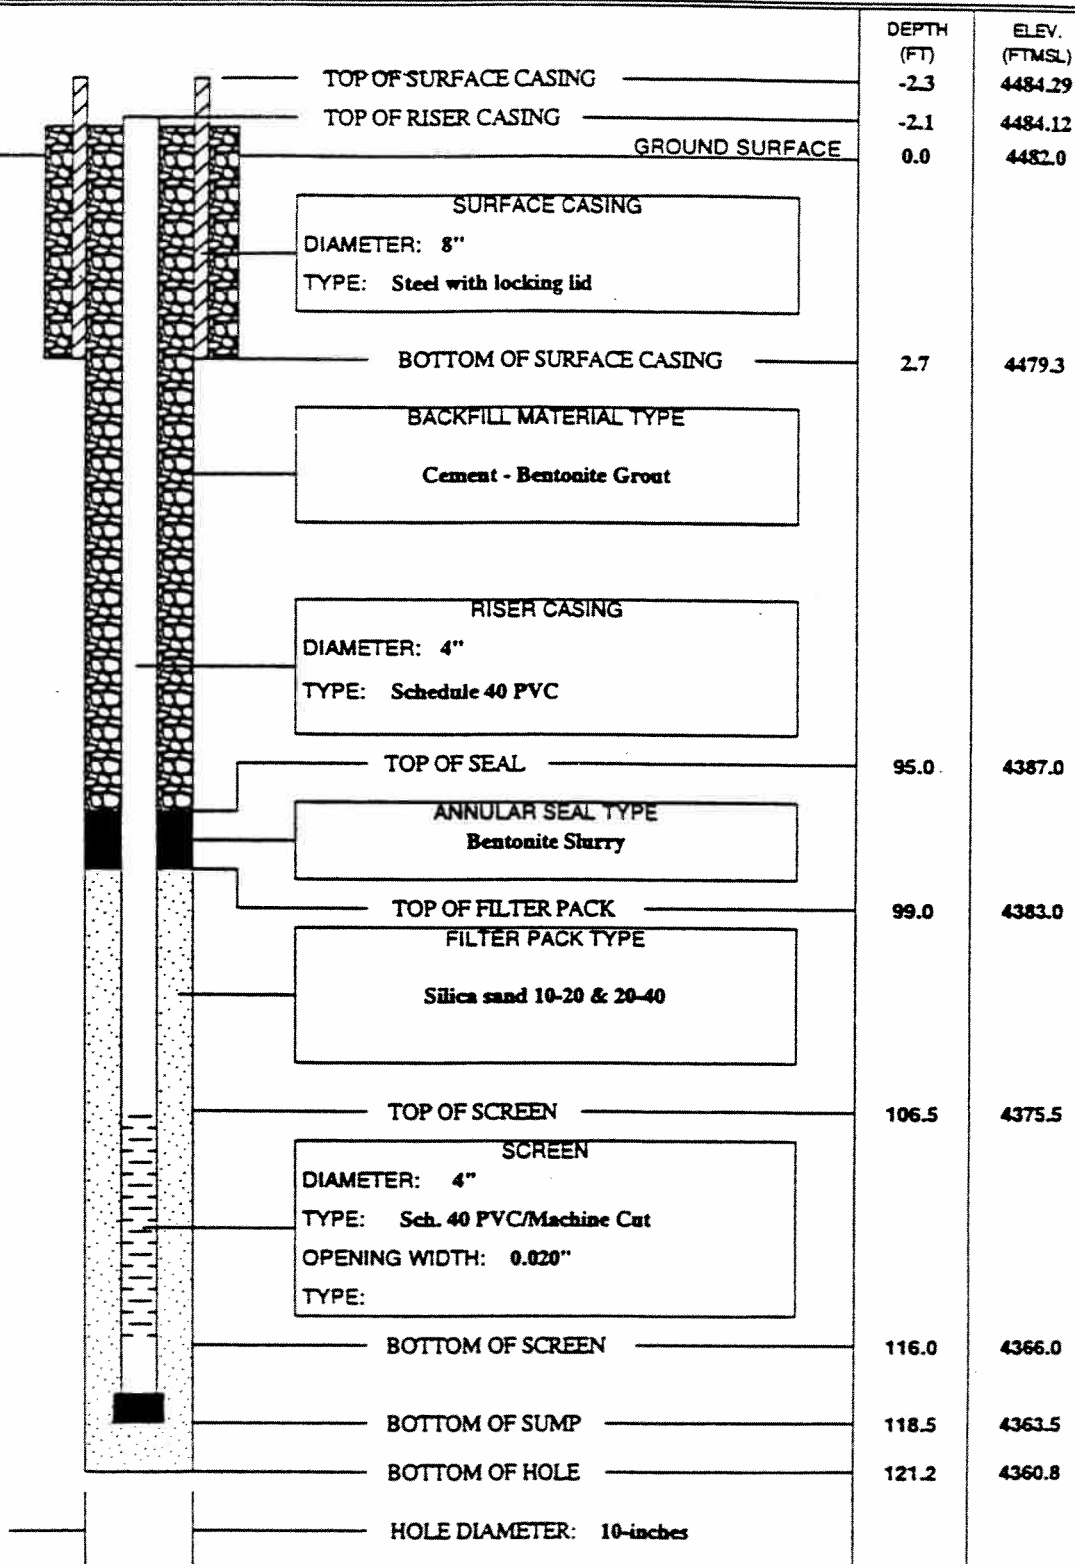 DEPTH ELEV.
(FT) (FTMSL)
TOP OF SURFACE CASING -2.3 4484.29
TOP OF RISER CASING -2.1 4484.12
GROUND SURFACE 0.0 4482.0
SURFACE CASING
DIAMETER: 8"
TYPE: Steel with locking lid
BOTTOM OF SURFACE CASING 2.7 4479.3
BACKFILL MATERIAL TYPE
Cement - Bentonite Grout
RISER CASING
DIAMETER: 4"
TYPE: Schedule 40 PVC
TOP OF SEAL 95.0 4387.0
ANNULAR SEAL TYPE
Bentonite Slurry
TOP OF FILTER PACK 99.0 4383.0
FILTER PACK TYPE
Silica sand 10-20 & 20-40
TOP OF SCREEN 106.5 4375.5
SCREEN
DIAMETER: 4"
TYPE: Sch. 40 PVC/Machine Cut
OPENING WIDTH: 0.020"
TYPE:
BOTTOM OF SCREEN 116.0 4366.0
BOTTOM OF SUMP 118.5 4363.5
BOTTOM OF HOLE 121.2 4360.8
HOLE DIAMETER: 10-inches